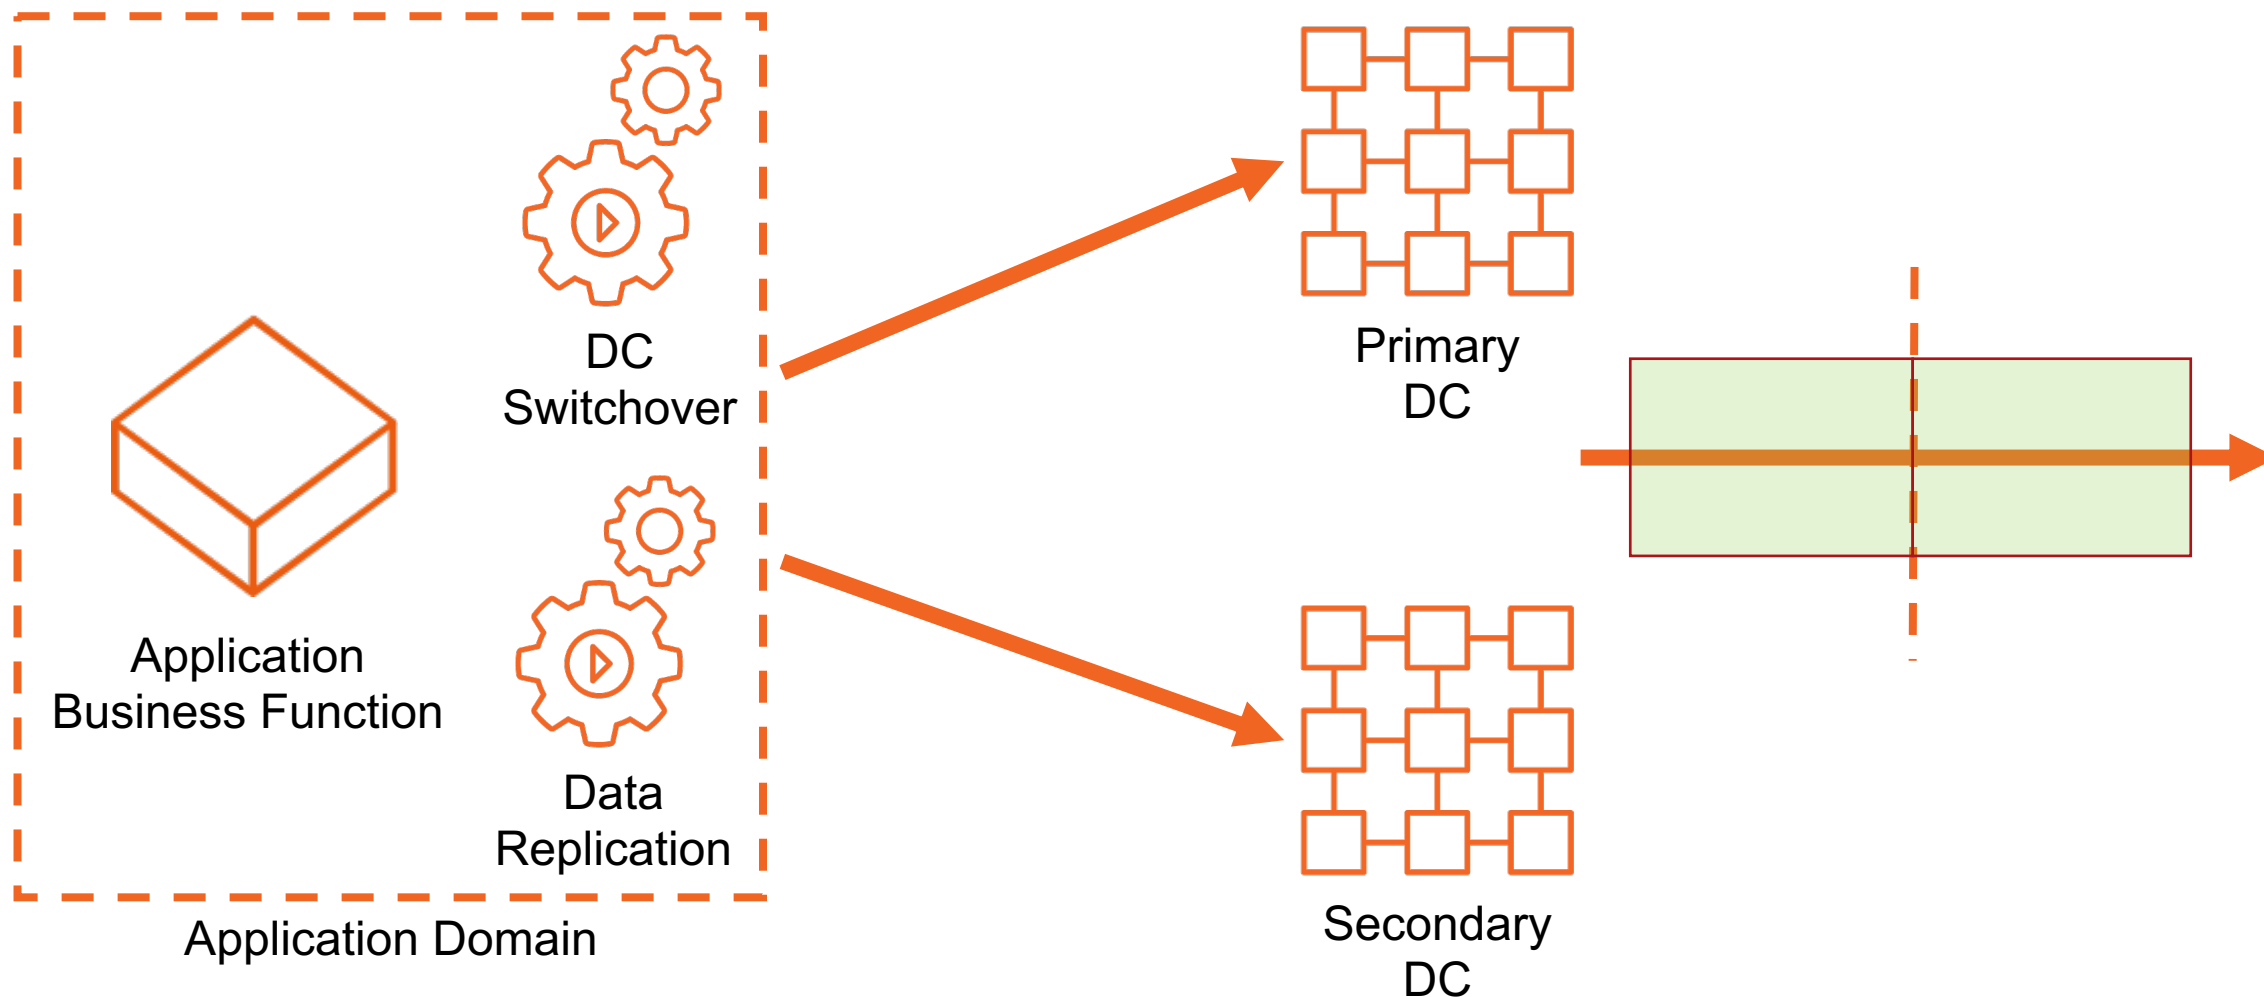 DC
Switchover
Application
Business Function
Data
Replication
Application Domain
Primary
DC
Secondary
DC